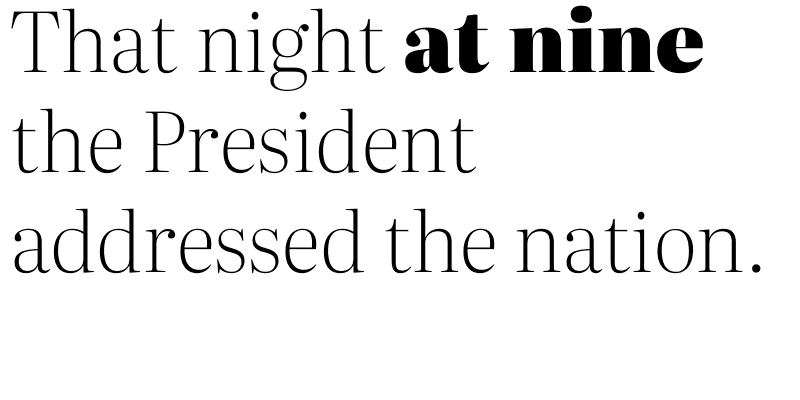 That night at nine
the President
addressed the nation.